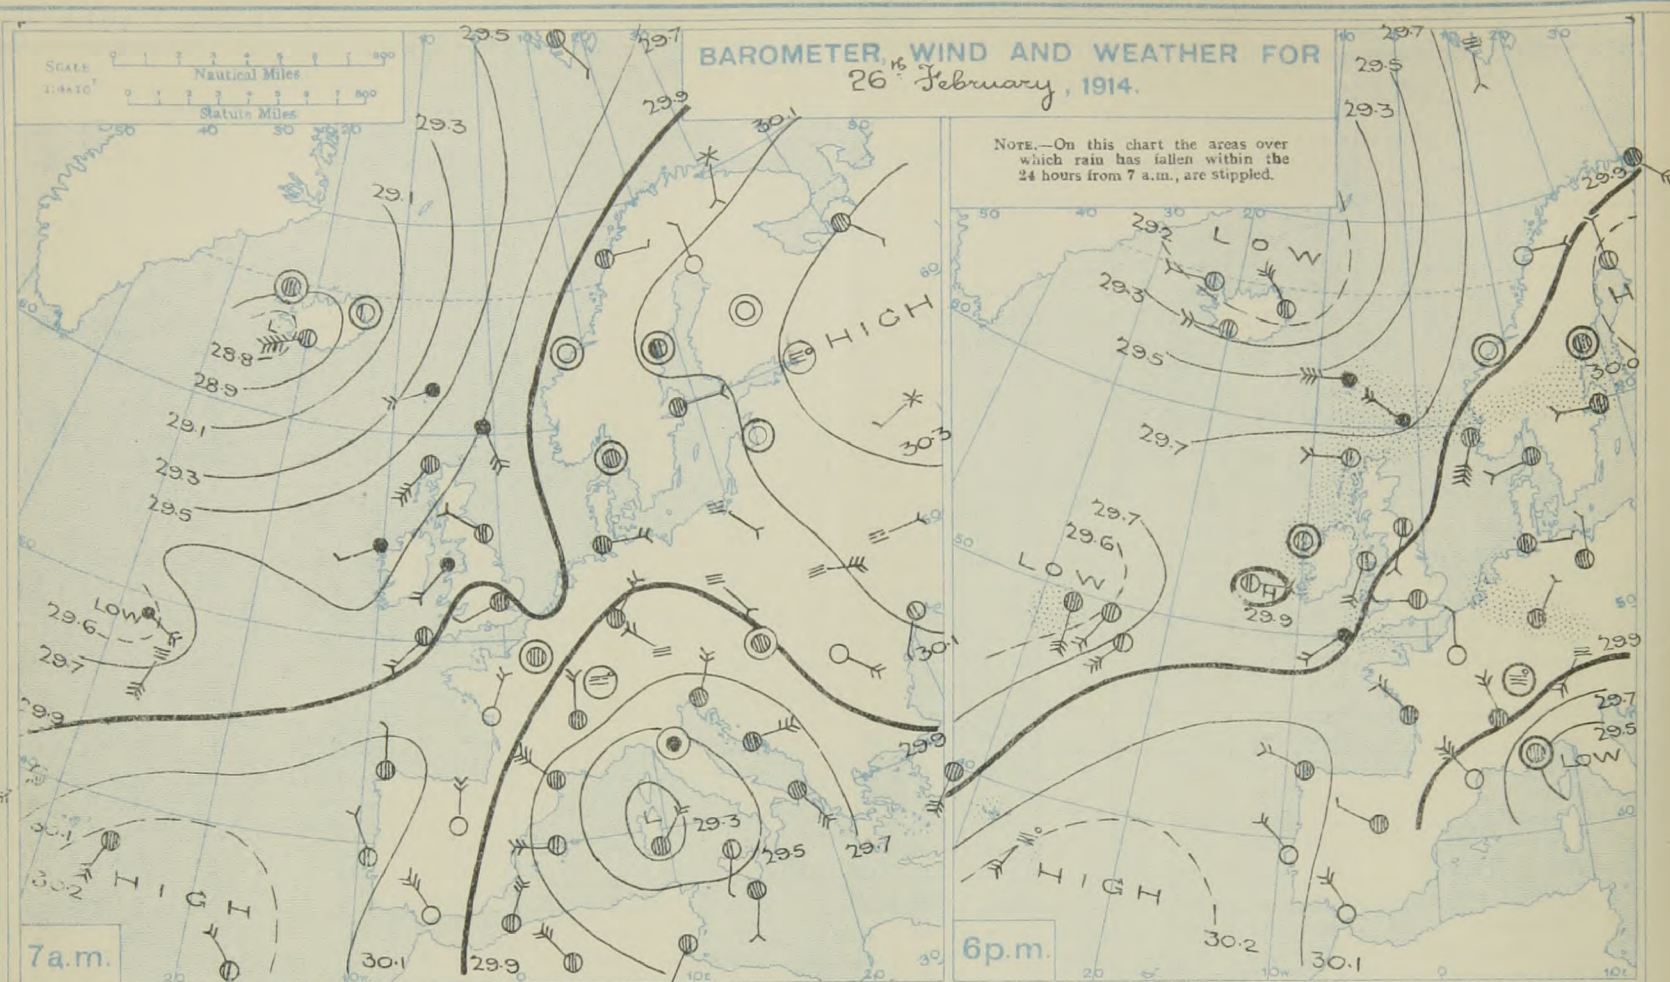 BAROMETER, WIND AND WEATHER FOR
26th February, 1914.
SCALE
Nautical Miles
Statute Miles
NOTE.—On this chart the areas over
which rain has fallen within the
24 hours from 7 a.m., are stippled.
29.5
29.7
29.3
29.9
30.1
29.1
28.8
28.9
29.1
29.3
29.5
HIGH
30.3
LOW
29.6
29.7
29.9
30.1
29.9
L
29.3
29.5
29.7
30.1
30.2
HIGH
30.1
29.9
7a.m.
29.7
29.5
29.3
29.9
29.2
LOW
29.3
29.5
29.7
H
30.0
29.7
29.6
LOW
H
29.9
29.9
29.7
29.5
LOW
HIGH
30.2
30.1
6p.m.